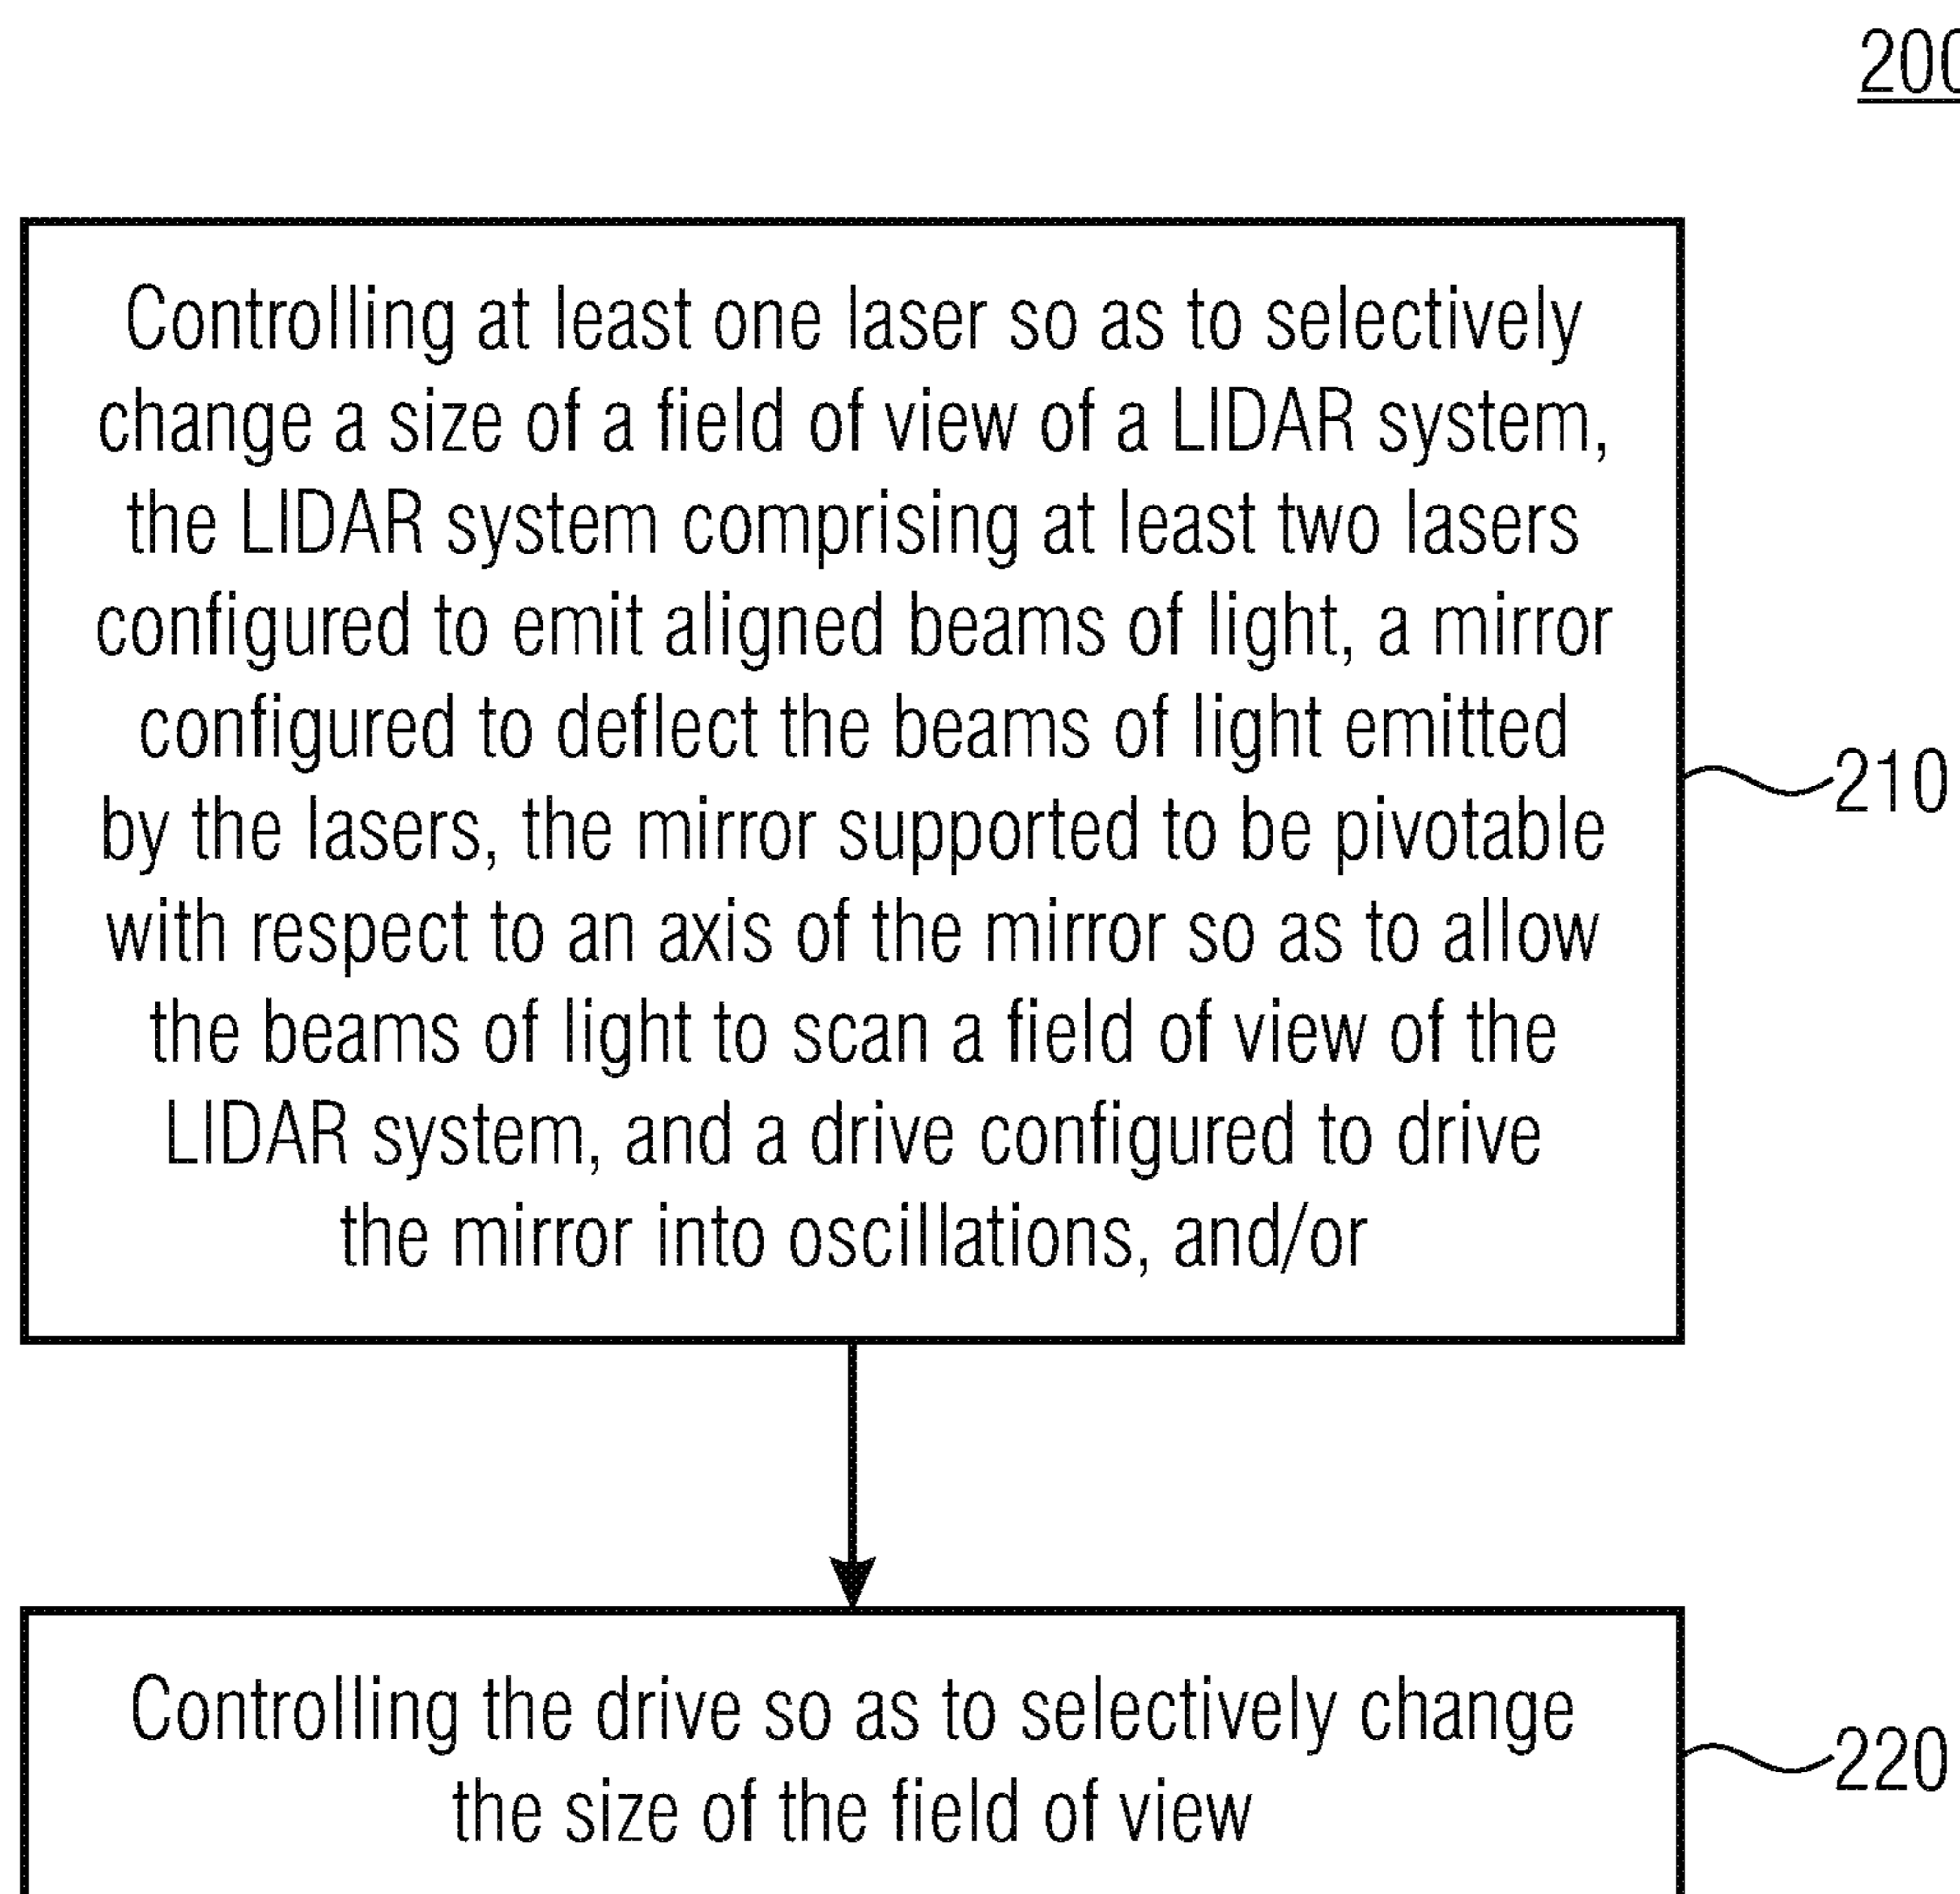 200
Controlling at least one laser so as to selectively
change a size of a field of view of a LIDAR system,
the LIDAR system comprising at least two lasers
configured to emit aligned beams of light, a mirror
configured to deflect the beams of light emitted
by the lasers, the mirror supported to be pivotable
with respect to an axis of the mirror so as to allow
the beams of light to scan a field of view of the
LIDAR system, and a drive configured to drive
the mirror into oscillations, and/or
210
Controlling the drive so as to selectively change
the size of the field of view
220